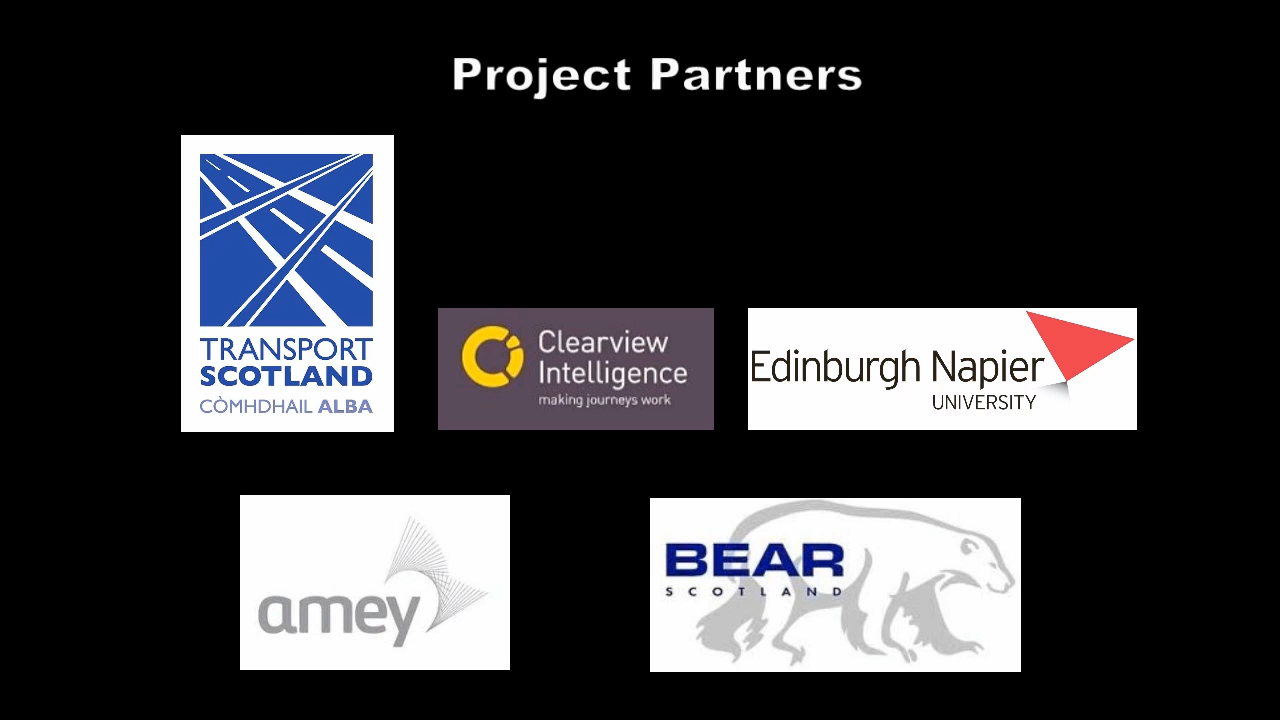 Project Partners
TRANSPORT
SCOTLAND
CÒMHDHAIL ALBA
Clearview
Intelligence
making journeys work
Edinburgh Napier
UNIVERSITY
amey
BEAR
SCOTLAND